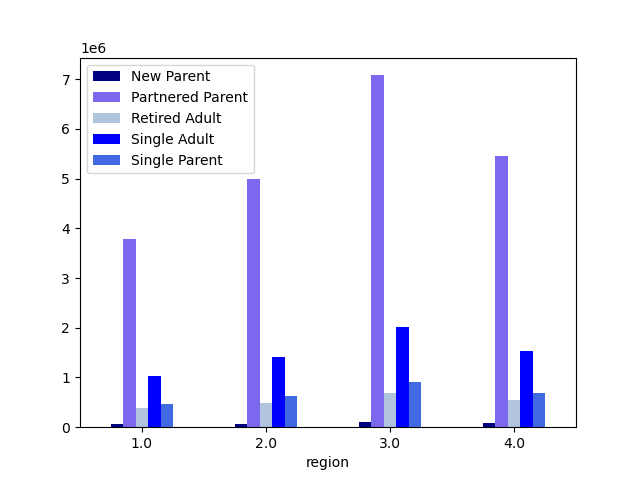 1e6
7
6
5
4
3
2
1
0
New Parent
Partnered Parent
Retired Adult
Single Adult
Single Parent
1.0 2.0 3.0 4.0
region